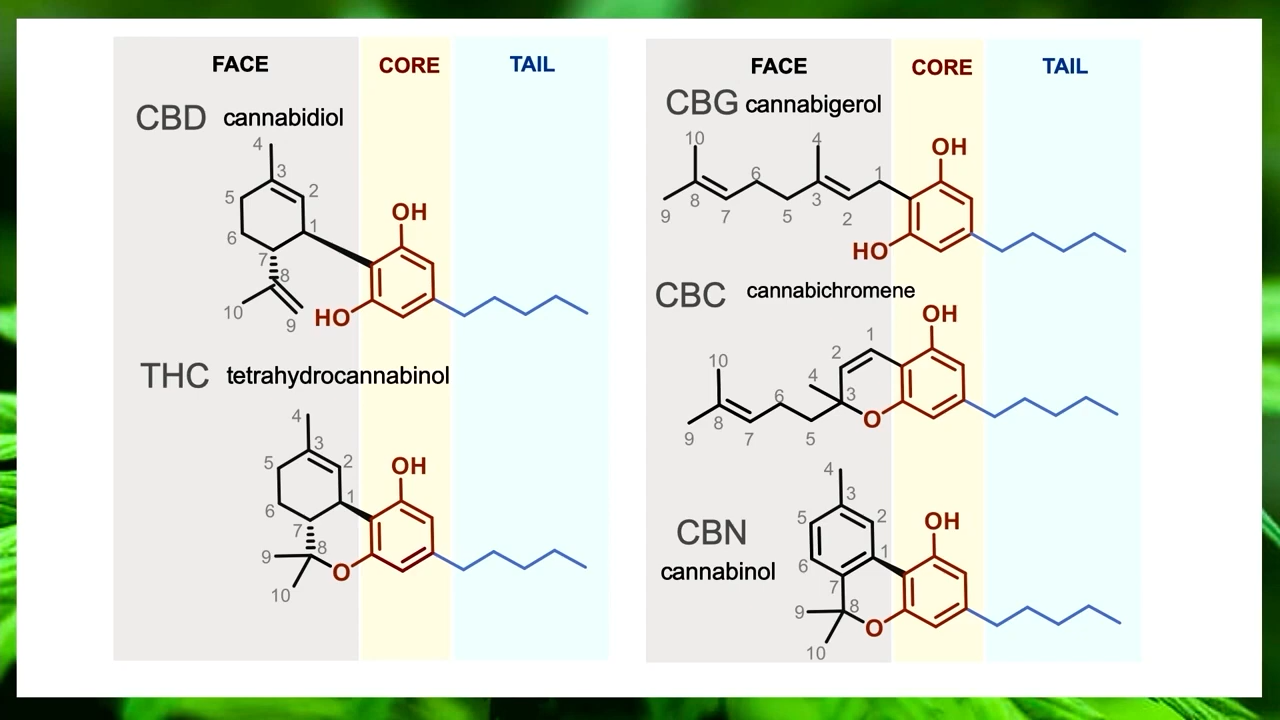 FACE CORE TAIL
CBD cannabidiol
4
3
5 2
1
6
OH
7
8
10
9
HO
THC tetrahydrocannabinol
4
3
5 2
OH
1
6
7
8
9
O
10
FACE CORE TAIL
CBG cannabigerol
10 4
OH
6 1
8 3
9 7 5 2
HO
CBC cannabichromene
OH
1
2
10
4
6 3
8 O
9 7 5
4
3
CBN
5 2
OH
1
cannabinol
6
7
8
9
O
10